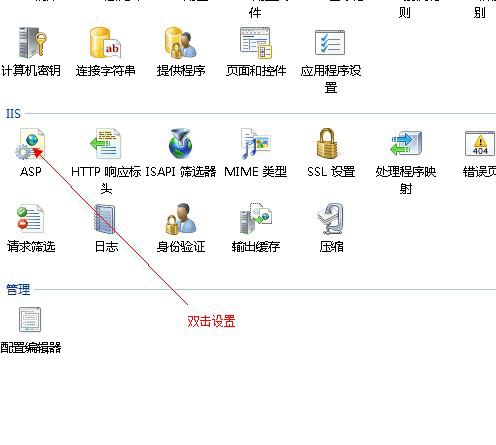 件
则
别
计算机密钥 连接字符串 提供程序 页面和控件 应用程序设
置
IIS
ab
404
ASP HTTP 响应标 ISAPI 筛选器 MIME 类型 SSL 设置 处理程序映 错误页
头
射
请求筛选 日志 身份验证 输出缓存 压缩
管理
双击设置
配置编辑器